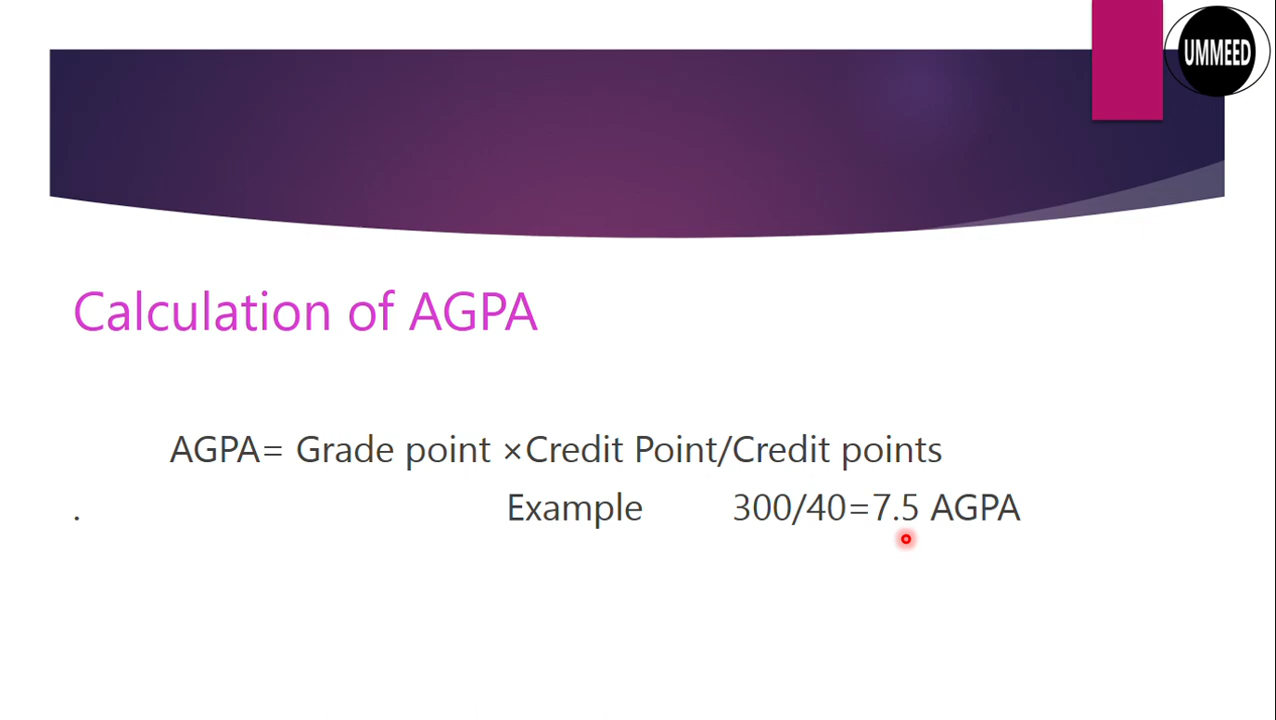 UMMEED
Calculation of AGPA
AGPA= Grade point ×Credit Point/Credit points
. Example 300/40=7.5 AGPA